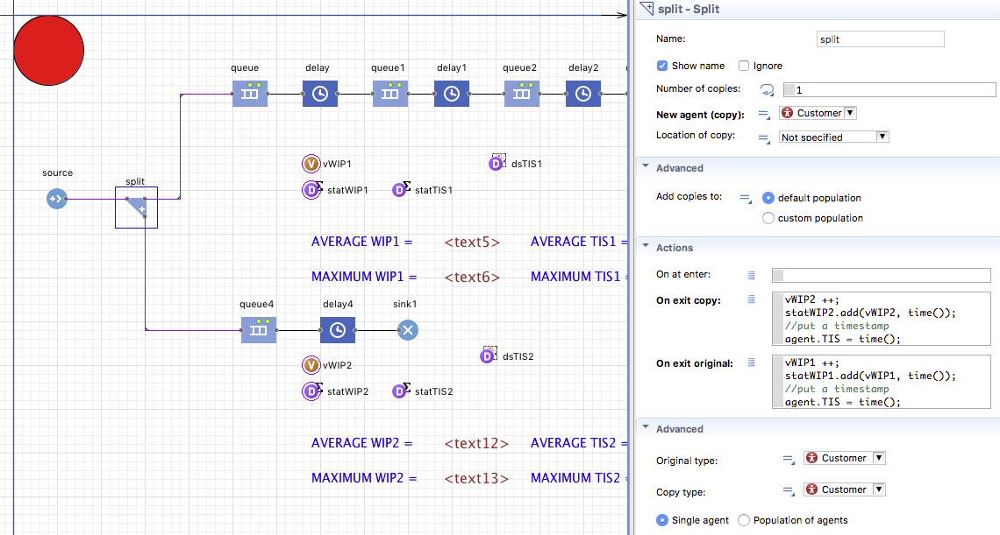 split - Split
Name:
split
Show name
Ignore
Number of copies:
1
New agent (copy):
Customer
Location of copy:
Not specified
Advanced
Add copies to:
default population
custom population
Actions
On at enter:
On exit copy:
vWIP2 ++;
statWIP2.add(vWIP2, time());
//put a timestamp
agent.TIS = time();
On exit original:
vWIP1 ++;
statWIP1.add(vWIP1, time());
//put a timestamp
agent.TIS = time();
Advanced
Original type:
Customer
Copy type:
Customer
Single agent
Population of agents
queue
delay
queue1
delay1
queue2
delay2
source
split
V
vWIP1
D
dsTIS1
D
statWIP1
D
statTIS1
AVERAGE WIP1 =
<text5>
AVERAGE TIS1 =
MAXIMUM WIP1 =
<text6>
MAXIMUM TIS1 =
queue4
delay4
sink1
V
vWIP2
D
dsTIS2
D
statWIP2
D
statTIS2
AVERAGE WIP2 =
<text12>
AVERAGE TIS2 =
MAXIMUM WIP2 =
<text13>
MAXIMUM TIS2 =